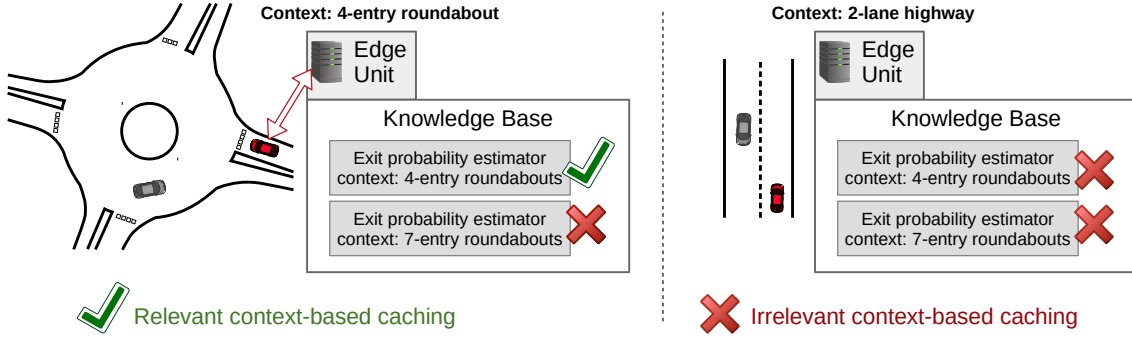 Context: 4-entry roundabout
Edge
Unit
Knowledge Base
Exit probability estimator
context: 4-entry roundabouts
Exit probability estimator
context: 7-entry roundabouts
Relevant context-based caching
Context: 2-lane highway
Edge
Unit
Knowledge Base
Exit probability estimator
context: 4-entry roundabouts
Exit probability estimator
context: 7-entry roundabouts
Irrelevant context-based caching